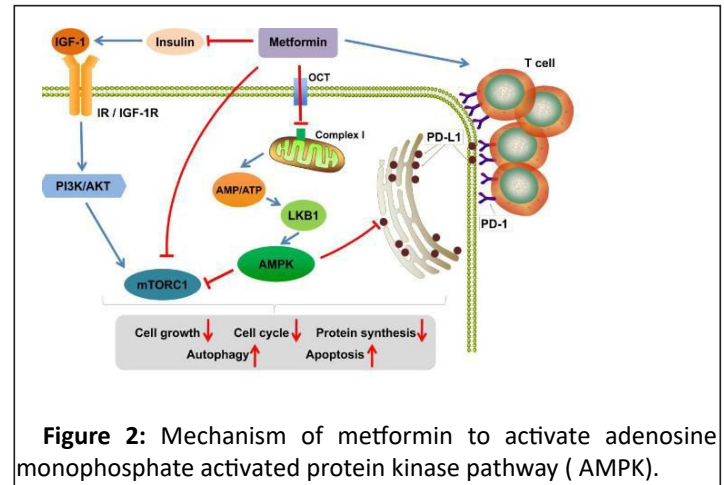 IGF-1
Insulin
Metformin
T cell
OCT
IR / IGF-1R
Complex I
PD-L1
PI3K/AKT
AMP/ATP
LKB1
PD-1
AMPK
mTORC1
Cell growth Cell cycle Protein synthesis
Autophagy Apoptosis
Figure 2: Mechanism of metformin to activate adenosine
monophosphate activated protein kinase pathway ( AMPK).